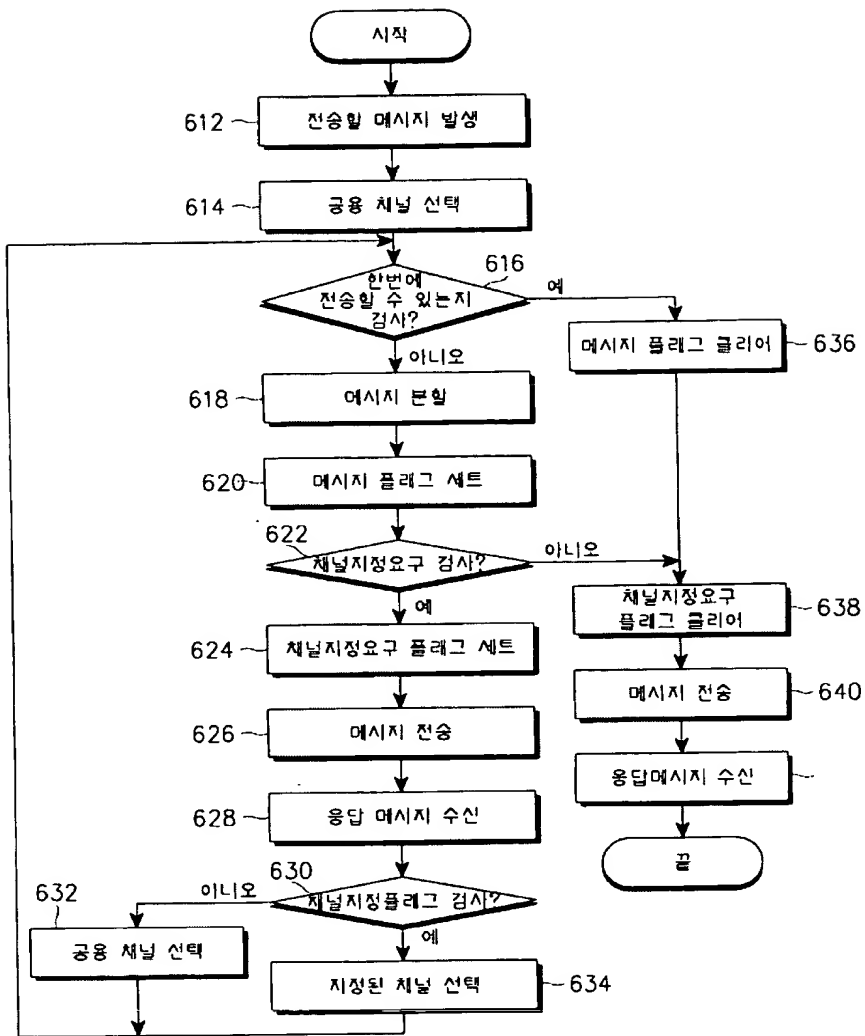 시작
612
전송할 메시지 발생
614
공용 채널 선택
616
한번에
전송할 수 있는지
검사?
예
아니오
메시지 플래그 클리어
636
618
메시지 분할
620
메시지 플래그 세트
622
채널지정요구 검사?
아니오
예
채널지정요구
플래그 클리어
638
624
채널지정요구 플래그 세트
메시지 전송
640
626
메시지 전송
응답메시지 수신
628
응답 메시지 수신
끝
630
채널지정플래그 검사?
아니오
예
632
공용 채널 선택
지정된 채널 선택
634